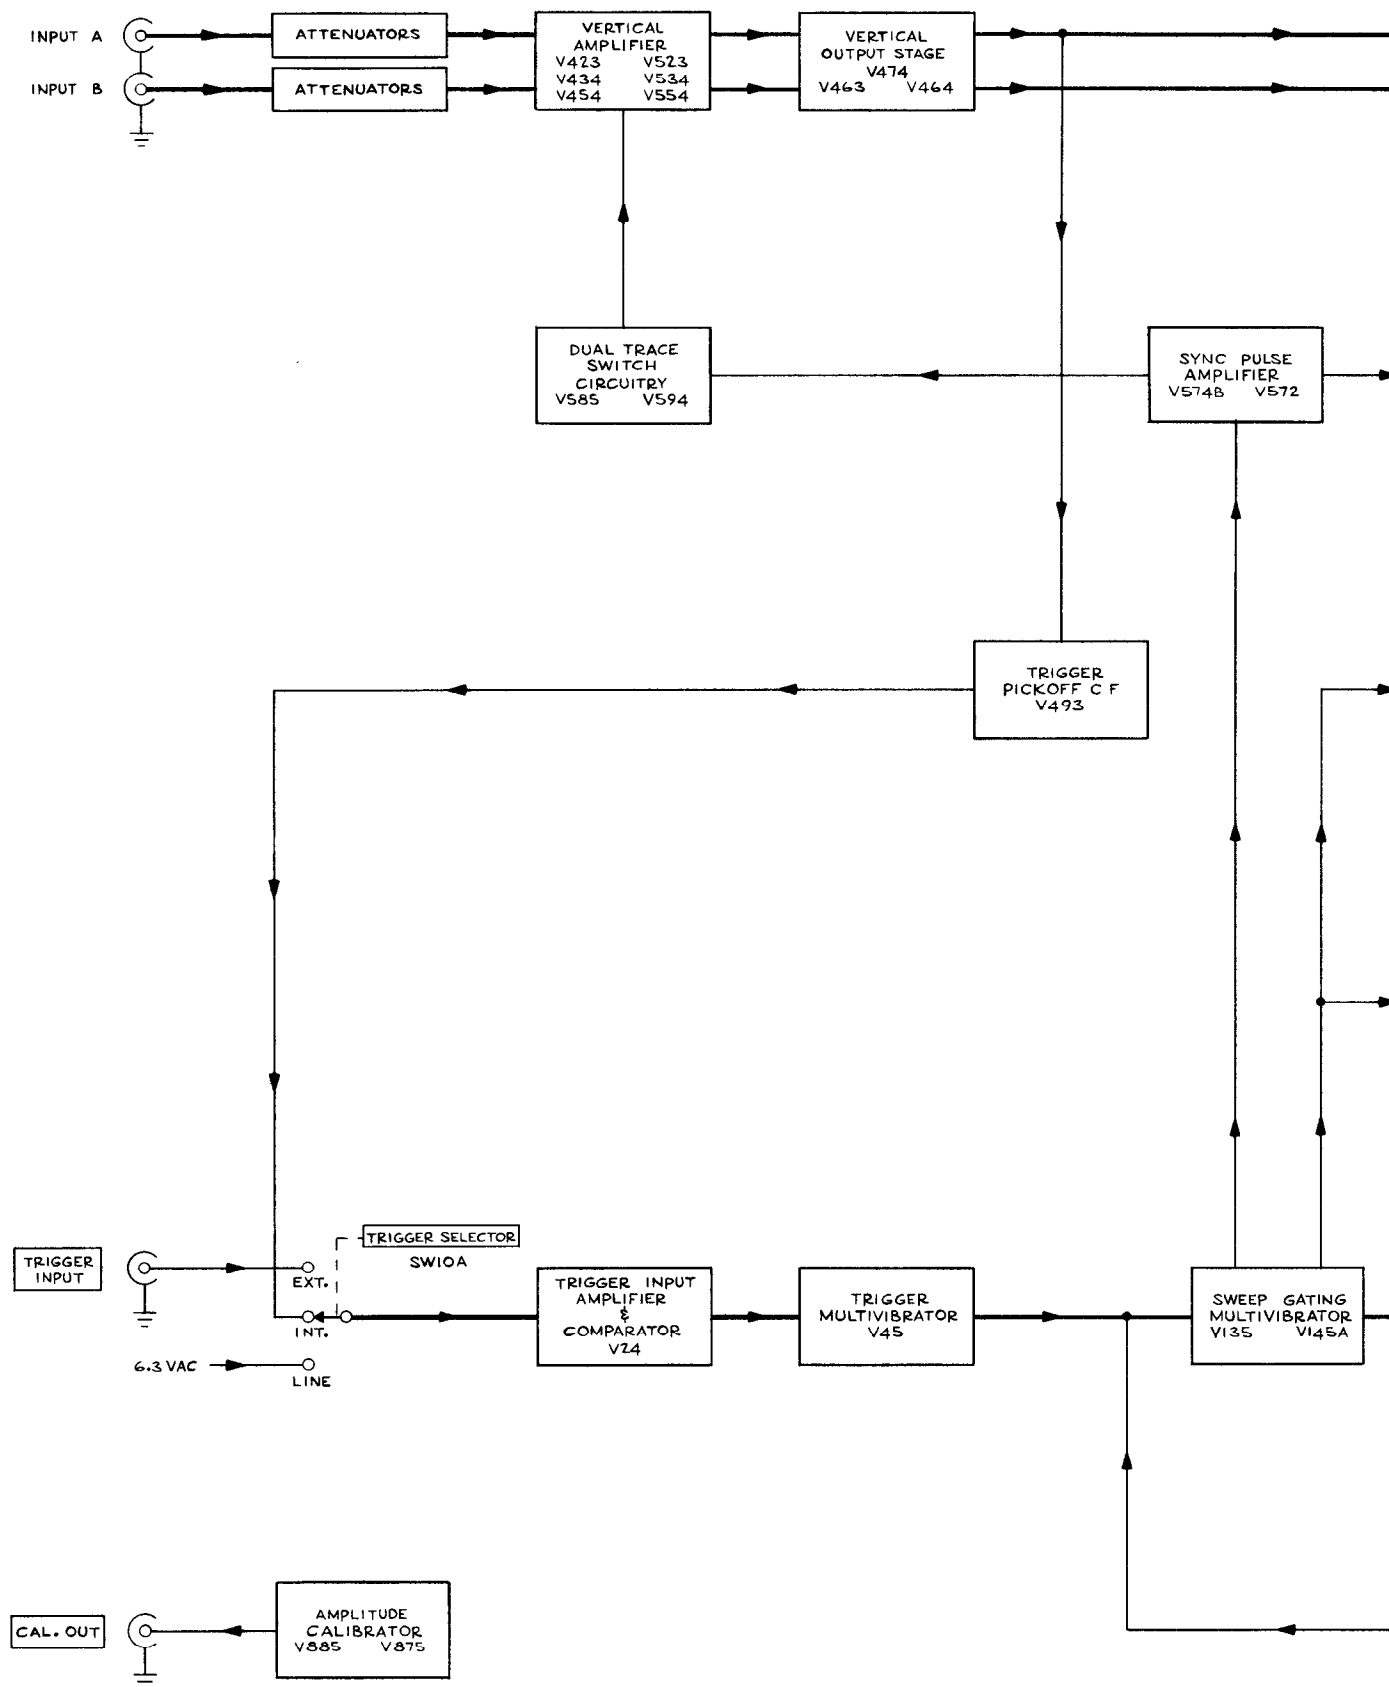 INPUT A
ATTENUATORS
VERTICAL
AMPLIFIER
V423 V523
V434 V534
V454 V554
VERTICAL
OUTPUT STAGE
V474
V463 V464
INPUT B
ATTENUATORS
DUAL TRACE
SWITCH
CIRCUITRY
V585 V594
SYNC PULSE
AMPLIFIER
V574B V572
TRIGGER
PICKOFF C F
V493
TRIGGER
INPUT
EXT.
INT.
6.3 VAC
LINE
TRIGGER SELECTOR
SW10A
TRIGGER INPUT
AMPLIFIER
&
COMPARATOR
V24
TRIGGER
MULTIVIBRATOR
V45
SWEEP GATING
MULTIVIBRATOR
V135 V145A
CAL. OUT
AMPLITUDE
CALIBRATOR
V885 V875